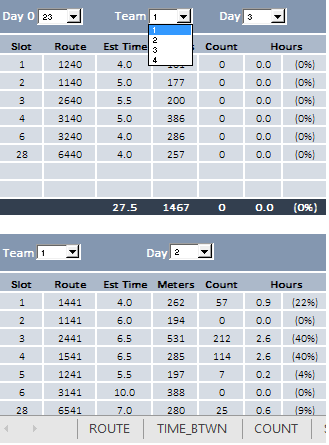 Day 0 23 Team 1 Day 3
1
2
3
4
Slot Route Est Time Count Hours
1 1240 4.0 0 0.0 (0%)
2 1140 5.0 177 0 0.0 (0%)
3 2640 5.5 200 0 0.0 (0%)
4 3140 5.0 386 0 0.0 (0%)
6 3240 4.0 286 0 0.0 (0%)
28 6440 4.0 257 0 0.0 (0%)
27.5 1467 0 0.0 (0%)
Team 1 Day 2
Slot Route Est Time Meters Count Hours
1 1441 4.0 262 57 0.9 (22%)
2 1141 6.0 194 0 0.0 (0%)
3 2441 6.5 531 212 2.6 (40%)
4 1541 6.5 285 114 2.6 (40%)
5 1241 5.5 197 7 0.2 (4%)
6 3141 10.0 388 0 0.0 (0%)
28 6541 7.0 280 25 0.6 (9%)
ROUTE TIME_BTWN COUNT